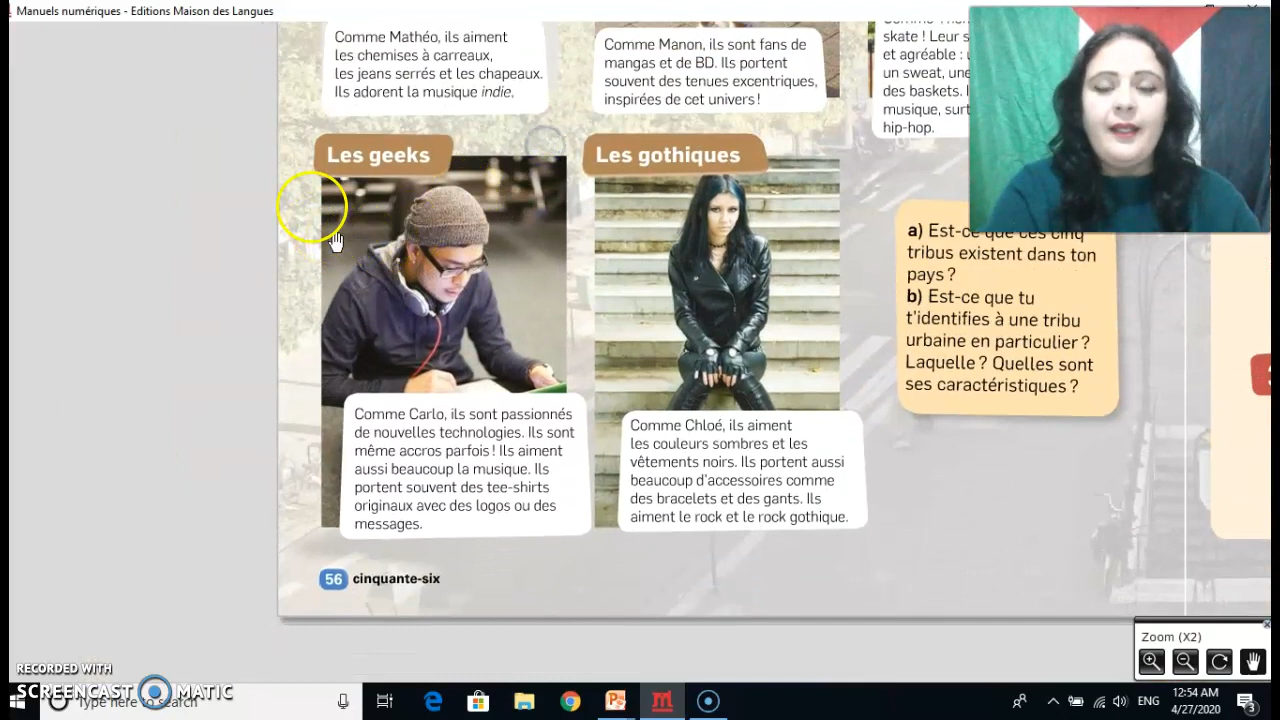 Manuels numériques - Editions Maison des Langues
Comme Mathéo, ils aiment
les chemises à carreaux,
les jeans serrés et les chapeaux.
Ils adorent la musique indie.
Comme Manon, ils sont fans de
mangas et de BD. Ils portent
souvent des tenues excentriques,
inspirées de cet univers !
skate ! Leur s
et agréable :
un sweat, une
des baskets.
musique, surt
hip-hop.
Les geeks
Comme Carlo, ils sont passionnés
de nouvelles technologies. Ils sont
même accros parfois ! Ils aiment
aussi beaucoup la musique. Ils
portent souvent des tee-shirts
originaux avec des logos ou des
messages.
Les gothiques
Comme Chloé, ils aiment
les couleurs sombres et les
vêtements noirs. Ils portent aussi
beaucoup d'accessoires comme
des bracelets et des gants. Ils
aiment le rock et le rock gothique.
a) Est-ce que ces cinq
tribus existent dans ton
pays ?
b) Est-ce que tu
t'identifies à une tribu
urbaine en particulier ?
Laquelle ? Quelles sont
ses caractéristiques ?
56 cinquante-six
Zoom (X2)
RECORDED WITH
SCREENCAST MATIC
Type here to search
ENG
12:54 AM
4/27/2020
3